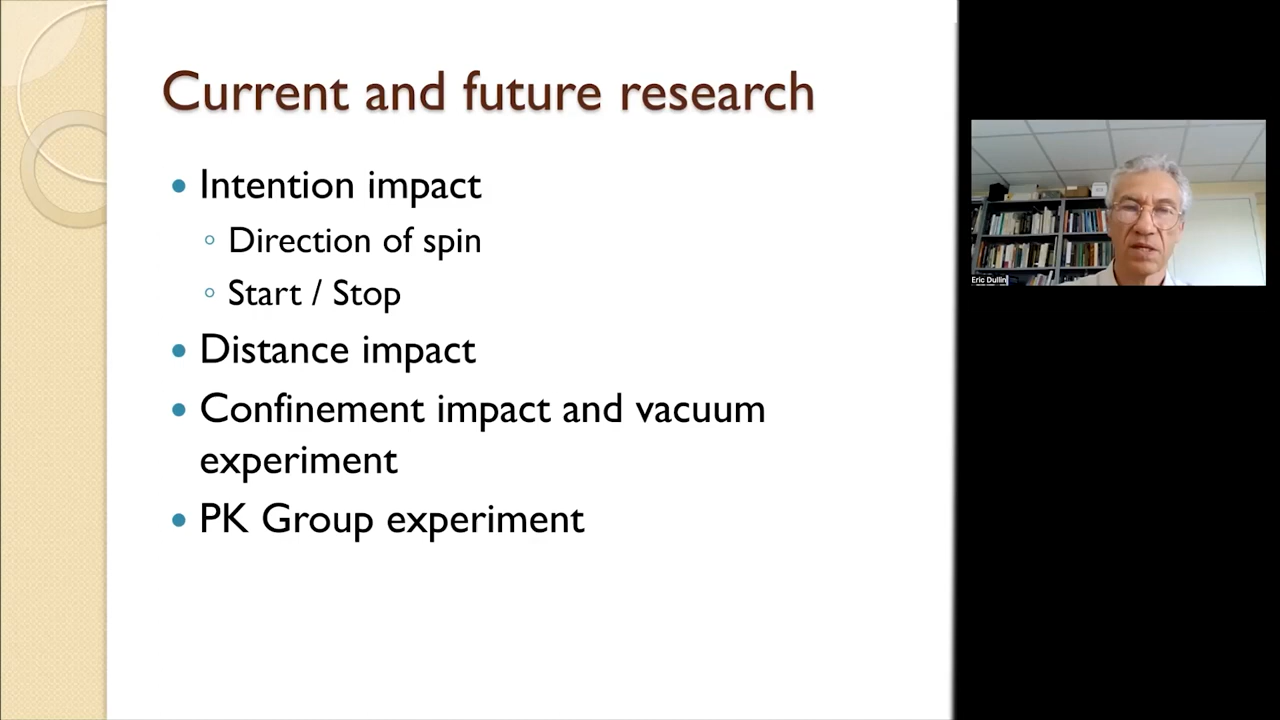 Current and future research
Intention impact
Direction of spin
Start / Stop
Distance impact
Confinement impact and vacuum
experiment
PK Group experiment
Eric Dullin